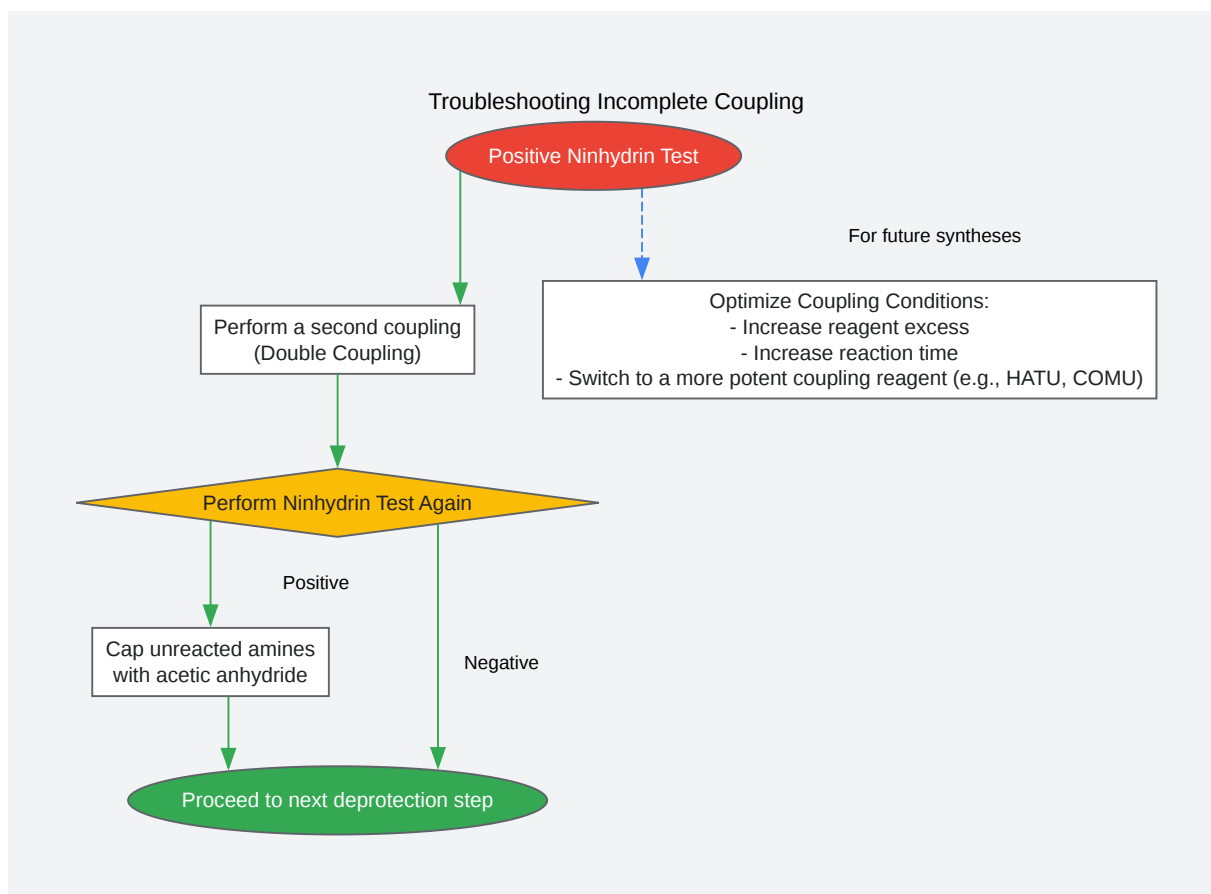 Troubleshooting Incomplete Coupling
Positive Ninhydrin Test
For future syntheses
Optimize Coupling Conditions:
- Increase reagent excess
- Increase reaction time
- Switch to a more potent coupling reagent (e.g., HATU, COMU)
Perform a second coupling
(Double Coupling)
Perform Ninhydrin Test Again
Positive
Cap unreacted amines
with acetic anhydride
Negative
Proceed to next deprotection step